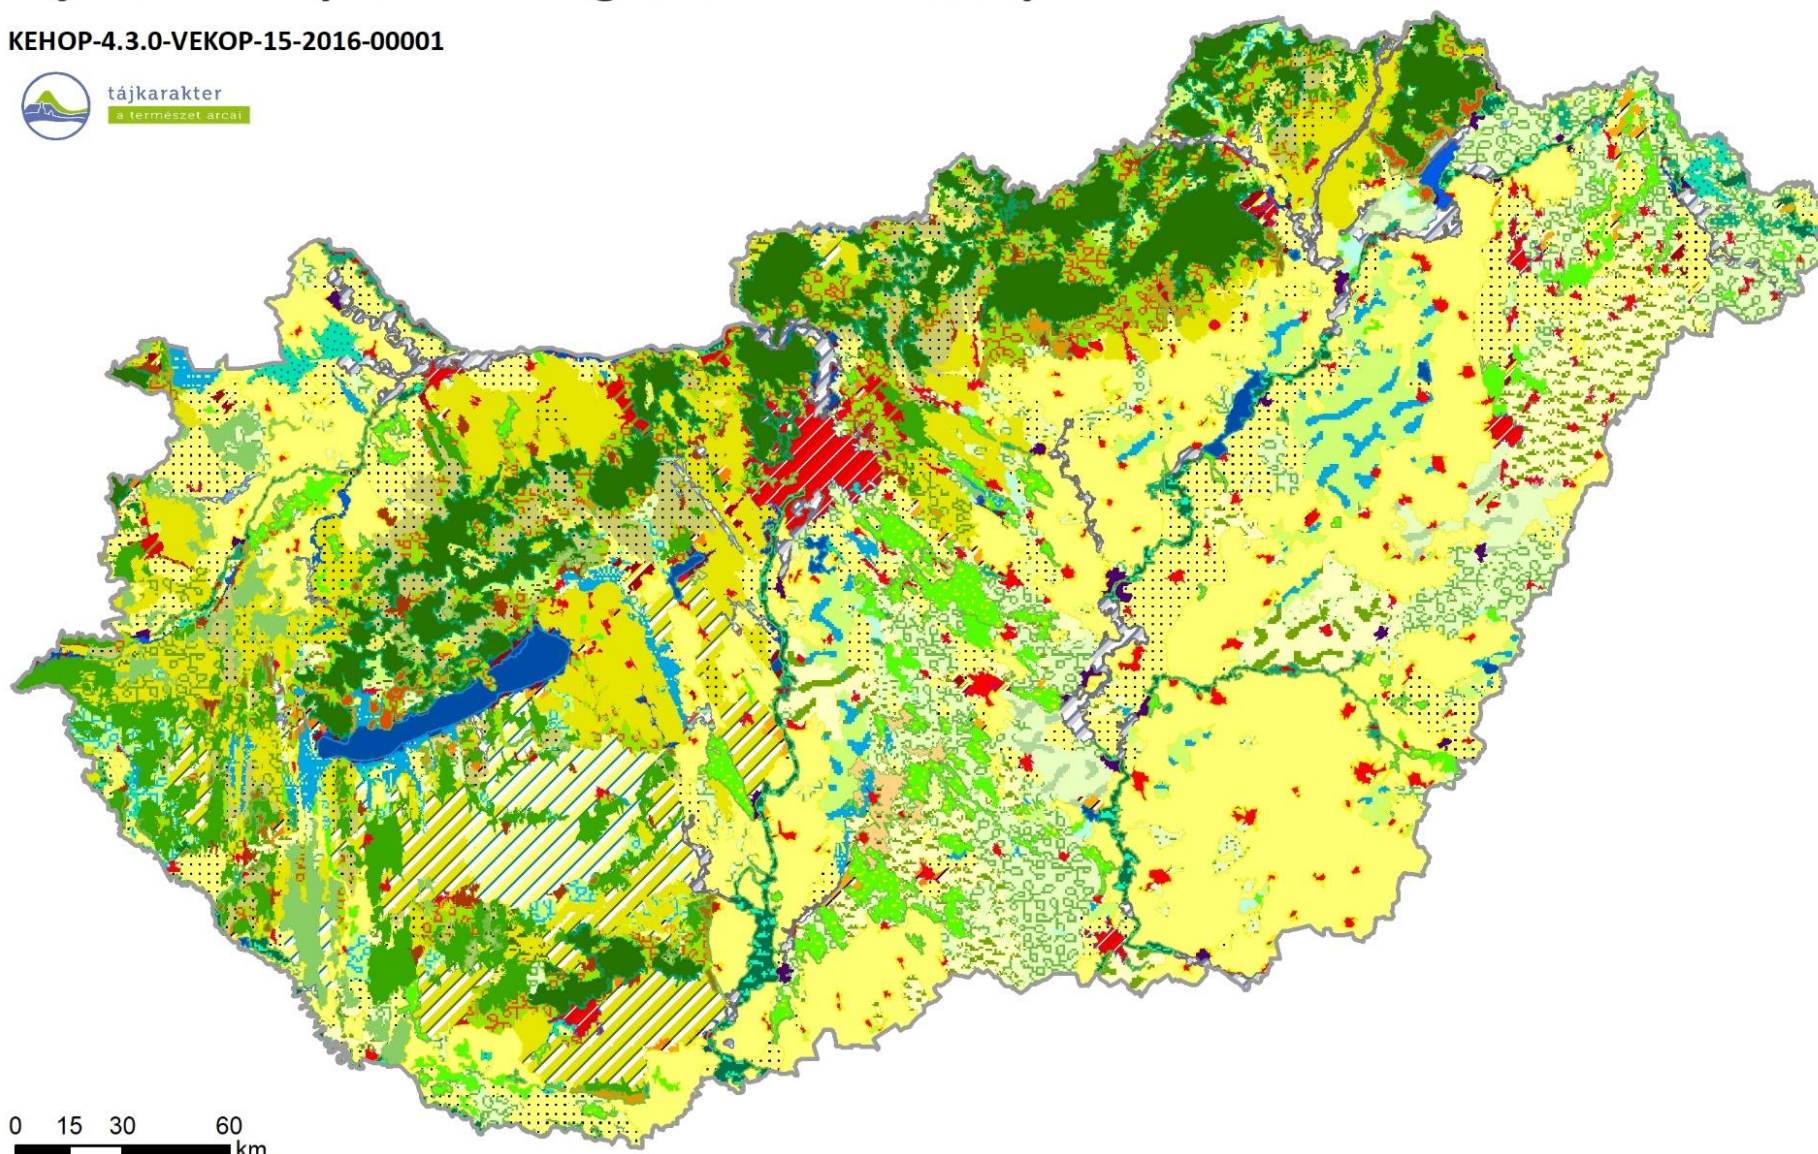 KEHOP-4.3.0-VEKOP-15-2016-00001
tájkarakter
a természet arcai
0 15 30 60
km